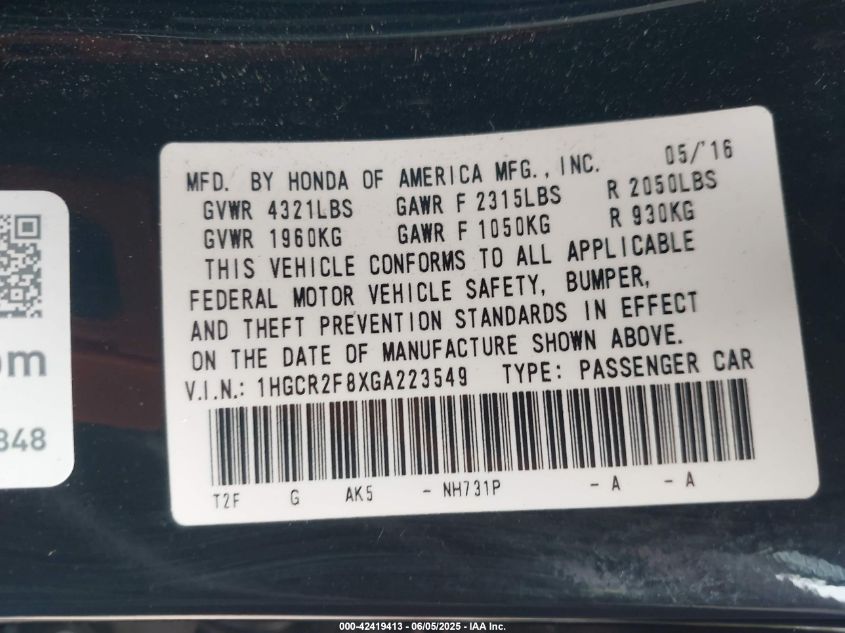 MFD. BY HONDA OF AMERICA MFG., INC. 05/'16
GVWR 4321LBS GAWR F 2315LBS R 2050LBS
GVWR 1960KG GAWR F 1050KG R 930KG
THIS VEHICLE CONFORMS TO ALL APPLICABLE
FEDERAL MOTOR VEHICLE SAFETY, BUMPER,
AND THEFT PREVENTION STANDARDS IN EFFECT
ON THE DATE OF MANUFACTURE SHOWN ABOVE.
V.I.N.: 1HGCR2F8XGA223549 TYPE: PASSENGER CAR
T2F G AK5 - NH731P - A - A
om
848
000-42419413 - 06/05/2025 - IAA Inc.